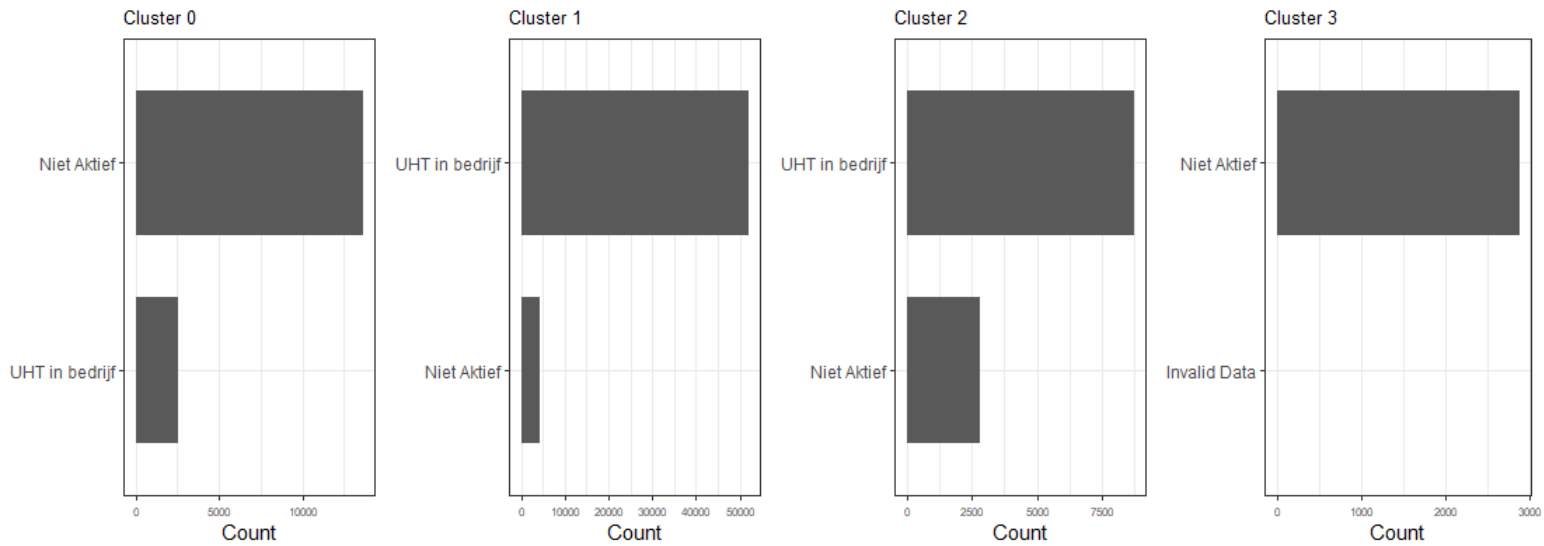 Cluster 0
Niet Aktief
UHT in bedrijf
0 5000 10000
Count
Cluster 1
UHT in bedrijf
Niet Aktief
0 10000 20000 30000 40000 50000
Count
Cluster 2
UHT in bedrijf
Niet Aktief
0 2500 5000 7500
Count
Cluster 3
Niet Aktief
Invalid Data
0 1000 2000 3000
Count